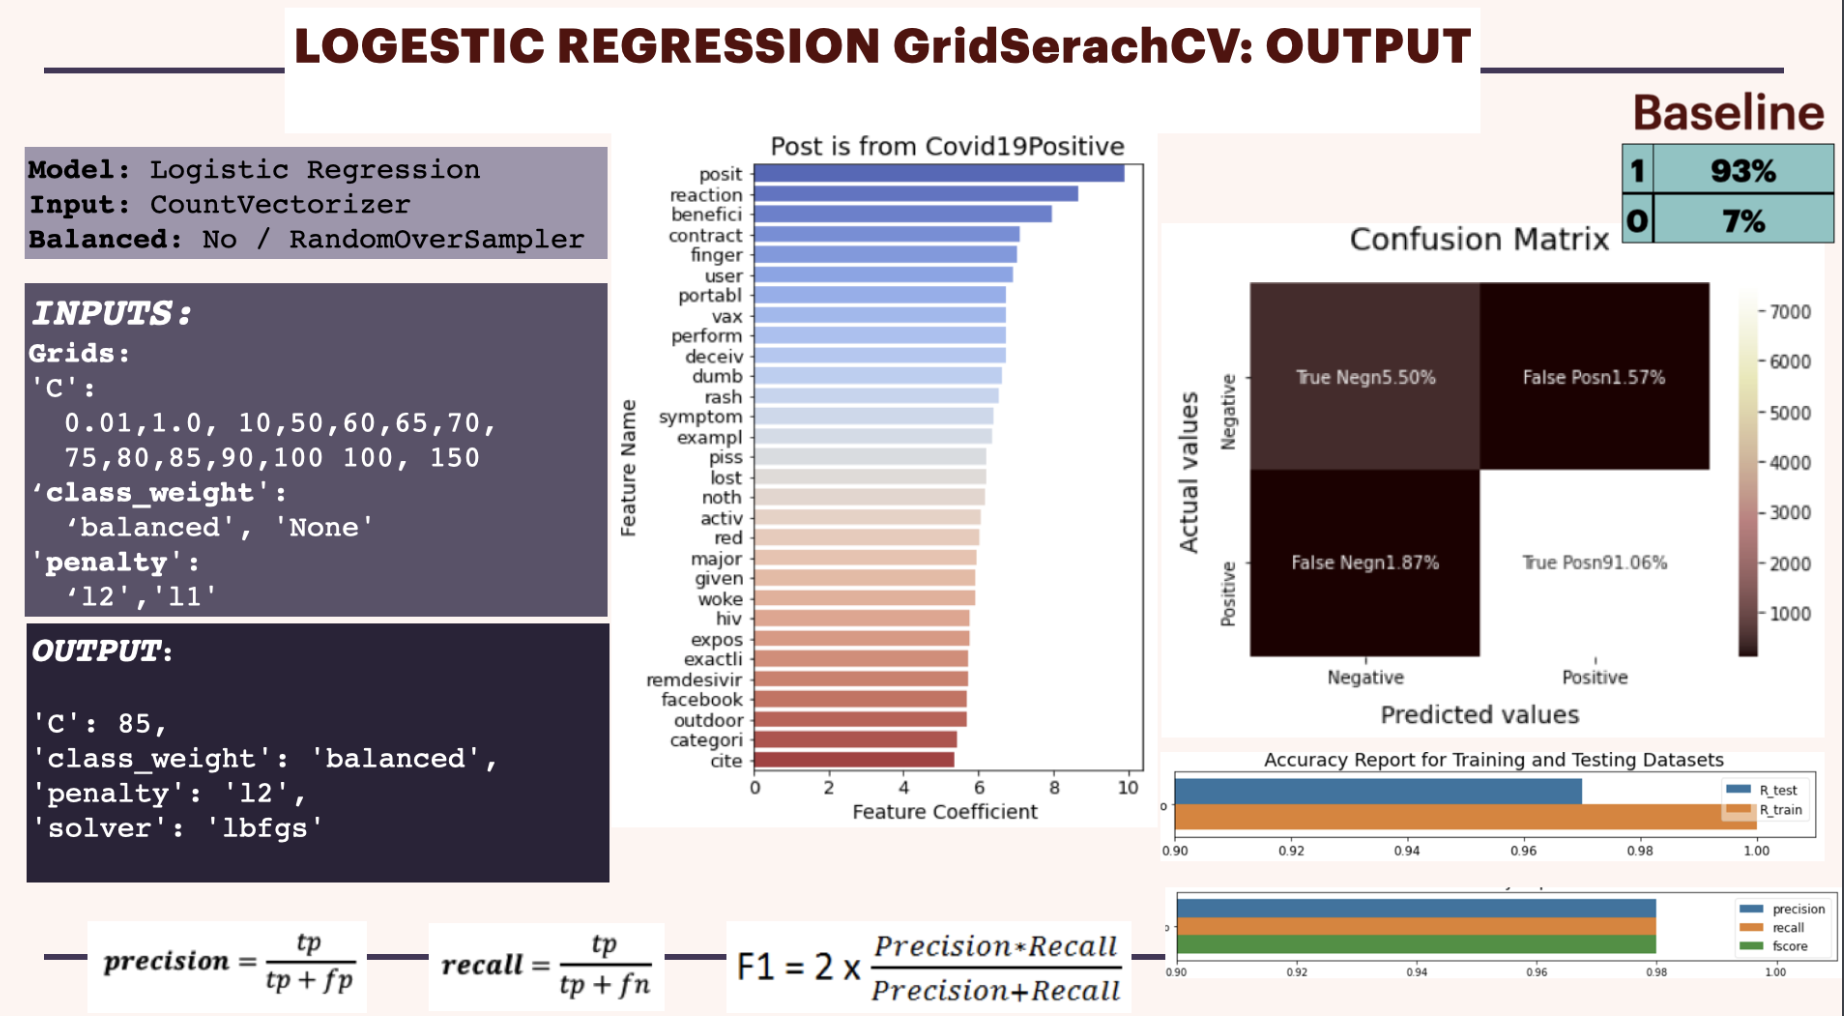 LOGESTIC REGRESSION GridSerachCV: OUTPUT
Baseline
1 93%
0 7%
Model: Logistic Regression
Input: CountVectorizer
Balanced: No / RandomOverSampler
INPUTS:
Grids:
'C':
0.01,1.0, 10,50,60,65,70,
75,80,85,90,100 100, 150
‘class_weight':
‘balanced', 'None'
'penalty':
‘l2','l1'
OUTPUT:
'C': 85,
'class_weight': 'balanced',
'penalty': 'l2',
'solver': 'lbfgs'
Post is from Covid19Positive
Feature Name
posit
reaction
benefici
contract
finger
user
portabl
vax
perform
deceiv
dumb
rash
symptom
exampl
piss
lost
noth
activ
red
major
given
woke
hiv
expos
exactli
remdesivir
facebook
outdoor
categori
cite
0 2 4 6 8 10
Feature Coefficient
Confusion Matrix
Actual values
Negative
Positive
True Negn5.50% False Posn1.57%
False Negn1.87% True Posn91.06%
Negative Positive
Predicted values
7000
6000
5000
4000
3000
2000
1000
Accuracy Report for Training and Testing Datasets
R_test
R_train
0
0.90 0.92 0.94 0.96 0.98 1.00
precision
recall
fscore
0.90 0.92 0.94 0.96 0.98 1.00
precision = tp / tp + fp
recall = tp / tp + fn
F1 = 2 x Precision*Recall / Precision+Recall